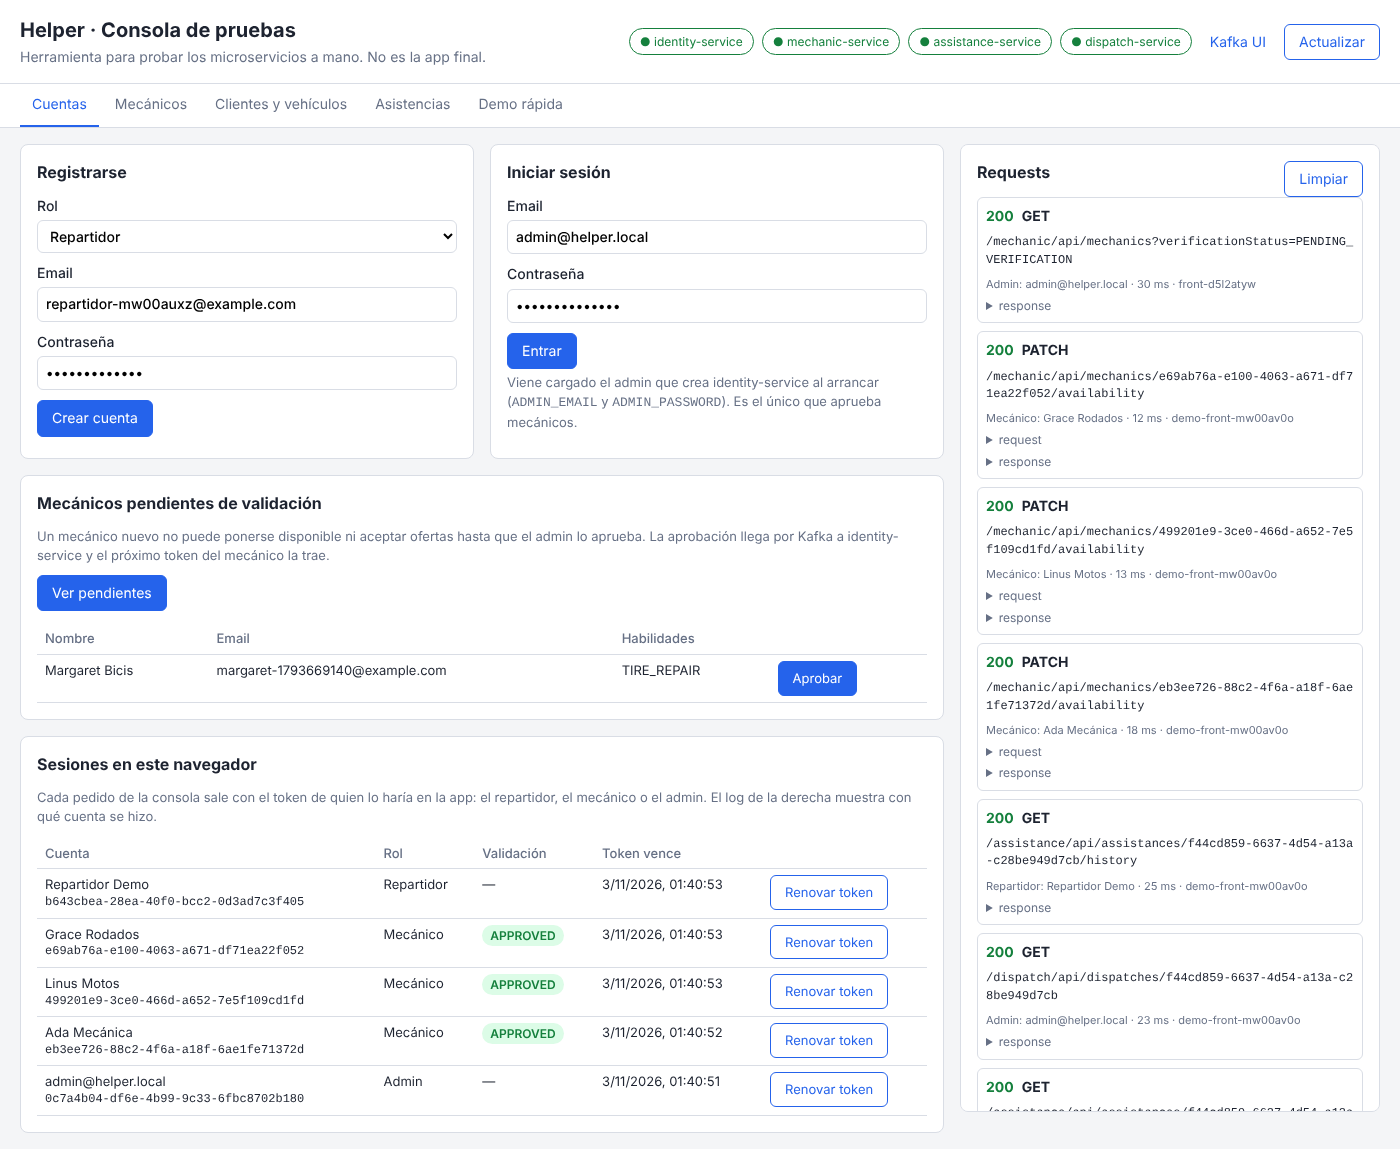 Helper · Consola de pruebas
Herramienta para probar los microservicios a mano. No es la app final.
identity-service
mechanic-service
assistance-service
dispatch-service
Kafka UI
Actualizar
Cuentas
Mecánicos
Clientes y vehículos
Asistencias
Demo rápida
Registrarse
Rol
Repartidor
Email
repartidor-mw00auxz@example.com
Contraseña
•••••••••••••
Crear cuenta
Iniciar sesión
Email
admin@helper.local
Contraseña
••••••••••••••
Entrar
Viene cargado el admin que crea identity-service al arrancar
(ADMIN_EMAIL y ADMIN_PASSWORD). Es el único que aprueba
mecánicos.
Mecánicos pendientes de validación
Un mecánico nuevo no puede ponerse disponible ni aceptar ofertas hasta que el admin lo aprueba. La aprobación llega por Kafka a identity-
service y el próximo token del mecánico la trae.
Ver pendientes
Nombre Email Habilidades
Margaret Bicis margaret-1793669140@example.com TIRE_REPAIR Aprobar
Sesiones en este navegador
Cada pedido de la consola sale con el token de quien lo haría en la app: el repartidor, el mecánico o el admin. El log de la derecha muestra con
qué cuenta se hizo.
Cuenta Rol Validación Token vence
Repartidor Demo Repartidor — 3/11/2026, 01:40:53 Renovar token
b643cbea-28ea-40f0-bcc2-0d3ad7c3f405
Grace Rodados Mecánico APPROVED 3/11/2026, 01:40:53 Renovar token
e69ab76a-e100-4063-a671-df71ea22f052
Linus Motos Mecánico APPROVED 3/11/2026, 01:40:53 Renovar token
499201e9-3ce0-466d-a652-7e5f109cd1fd
Ada Mecánica Mecánico APPROVED 3/11/2026, 01:40:52 Renovar token
eb3ee726-88c2-4f6a-a18f-6ae1fe71372d
admin@helper.local Admin — 3/11/2026, 01:40:51 Renovar token
0c7a4b04-df6e-4b99-9c33-6fbc8702b180
Requests
Limpiar
200 GET
/mechanic/api/mechanics?verificationStatus=PENDING_
VERIFICATION
Admin: admin@helper.local · 30 ms · front-d5l2atyw
response
200 PATCH
/mechanic/api/mechanics/e69ab76a-e100-4063-a671-df7
1ea22f052/availability
Mecánico: Grace Rodados · 12 ms · demo-front-mw00av0o
request
response
200 PATCH
/mechanic/api/mechanics/499201e9-3ce0-466d-a652-7e5
f109cd1fd/availability
Mecánico: Linus Motos · 13 ms · demo-front-mw00av0o
request
response
200 PATCH
/mechanic/api/mechanics/eb3ee726-88c2-4f6a-a18f-6ae
1fe71372d/availability
Mecánico: Ada Mecánica · 18 ms · demo-front-mw00av0o
request
response
200 GET
/assistance/api/assistances/f44cd859-6637-4d54-a13a
-c28be949d7cb/history
Repartidor: Repartidor Demo · 25 ms · demo-front-mw00av0o
response
200 GET
/dispatch/api/dispatches/f44cd859-6637-4d54-a13a-c2
8be949d7cb
Admin: admin@helper.local · 23 ms · demo-front-mw00av0o
response
200 GET
/assistance/api/assistances/f44cd859-6637-4d54-a13a